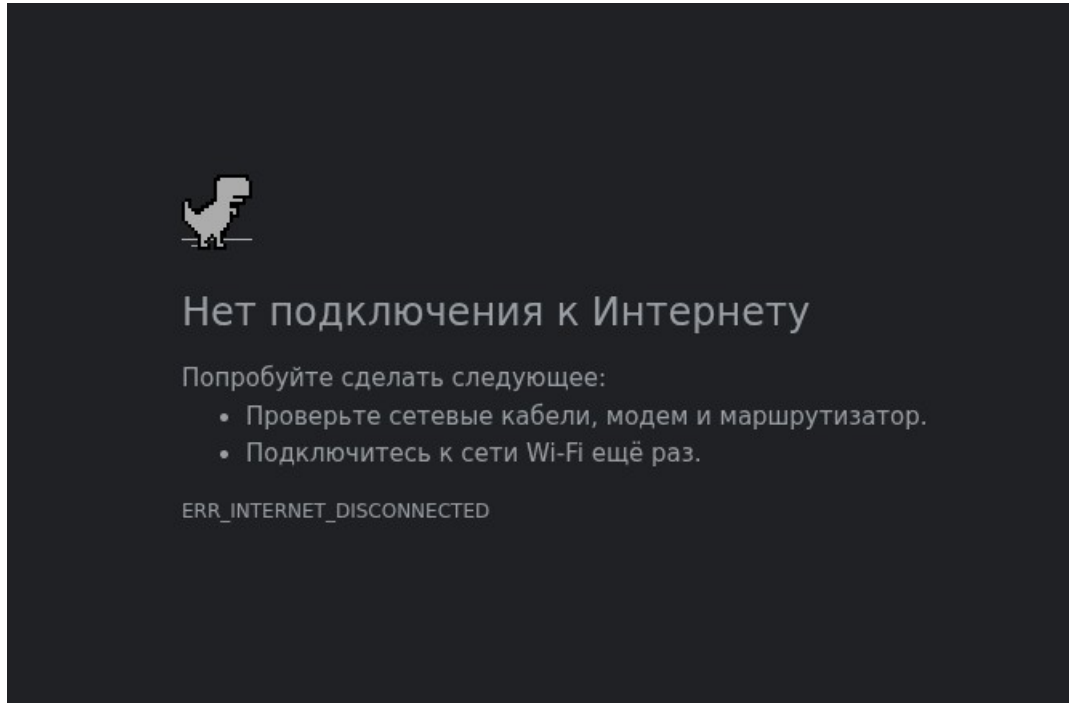 Нет подключения к Интернету
Попробуйте сделать следующее:
• Проверьте сетевые кабели, модем и маршрутизатор.
• Подключитесь к сети Wi-Fi ещё раз.
ERR_INTERNET_DISCONNECTED